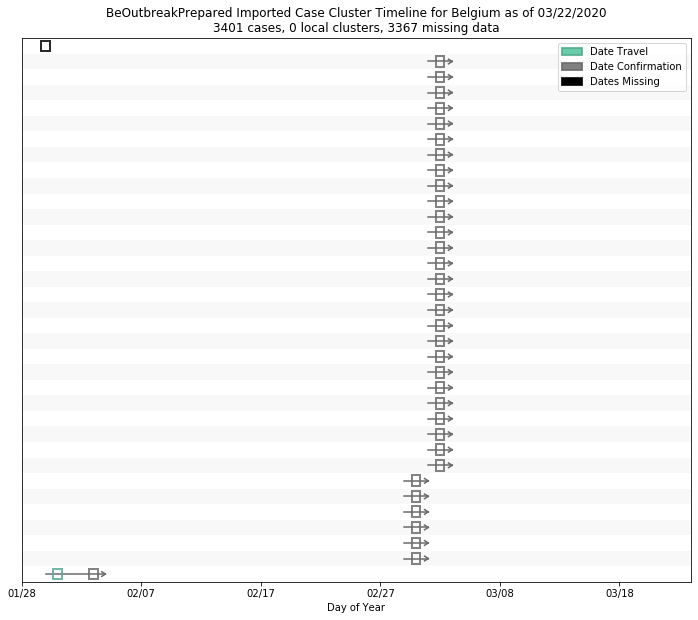 BeOutbreakPrepared Imported Case Cluster Timeline for Belgium as of 03/22/2020
3401 cases, 0 local clusters, 3367 missing data
Date Travel
Date Confirmation
Dates Missing
01/28
02/07
02/17
02/27
03/08
03/18
Day of Year